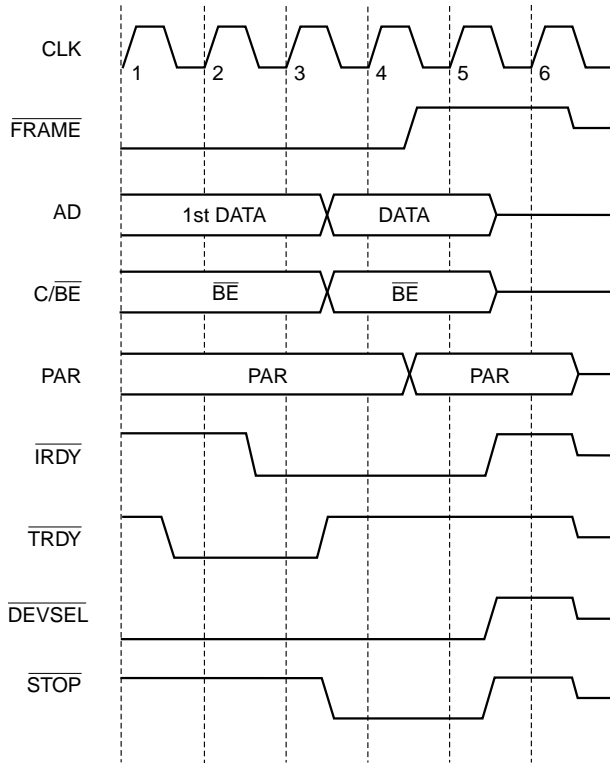 CLK
1 2 3 4 5 6
FRAME
AD 1st DATA DATA
C/BE BE BE
PAR PAR PAR
IRDY
TRDY
DEVSEL
STOP